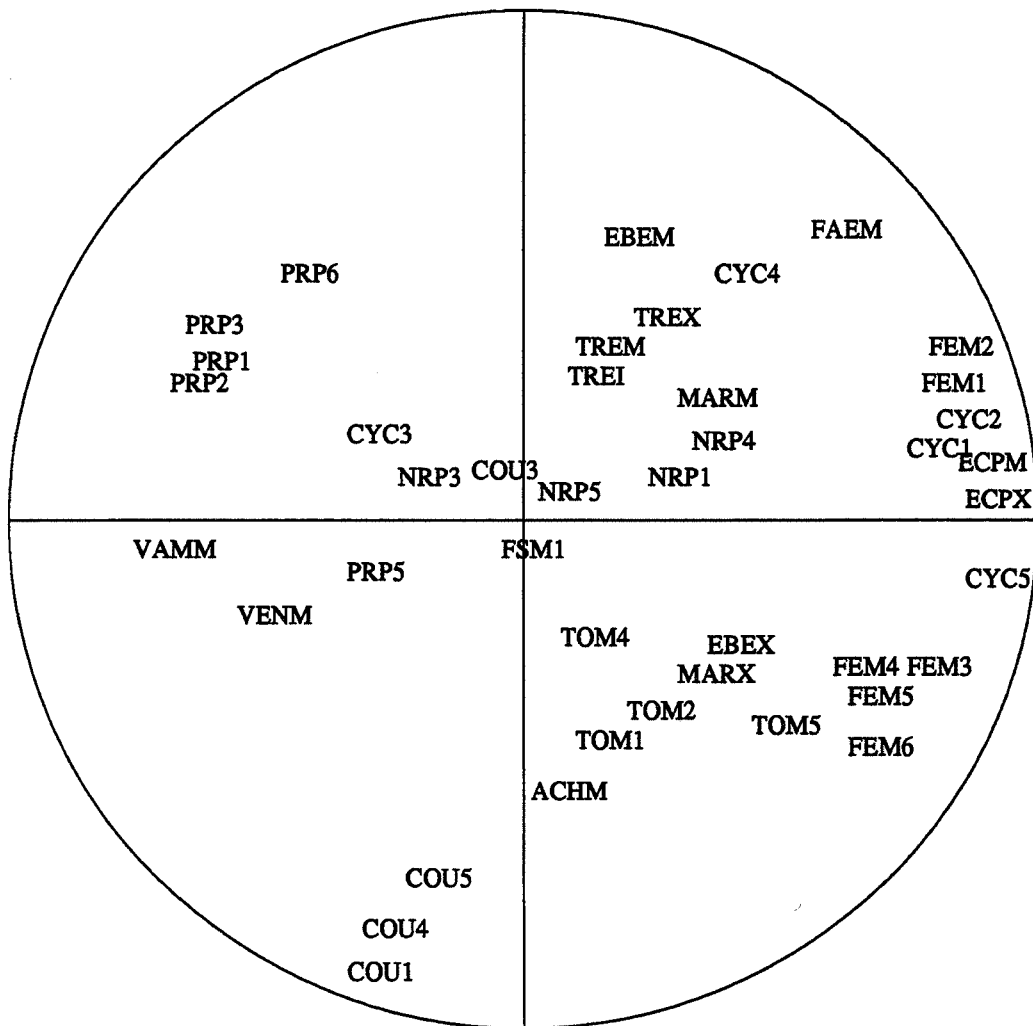 FAEM
EBEM
PRP6
CYC4
PRP3
TREX
TREM
FEM2
PRP1
PRP2
TREI
FEM1
MARM
CYC2
CYC3
NRP4
CYC1
ECPM
NRP3
COU3
NRP1
NRP5
ECPX
VAMM
FSM1
PRP5
CYC5
VENM
TOM4
EBEX
MARX
FEM4
FEM3
FEM5
TOM2
TOM5
TOM1
FEM6
ACHM
COU5
COU4
COU1